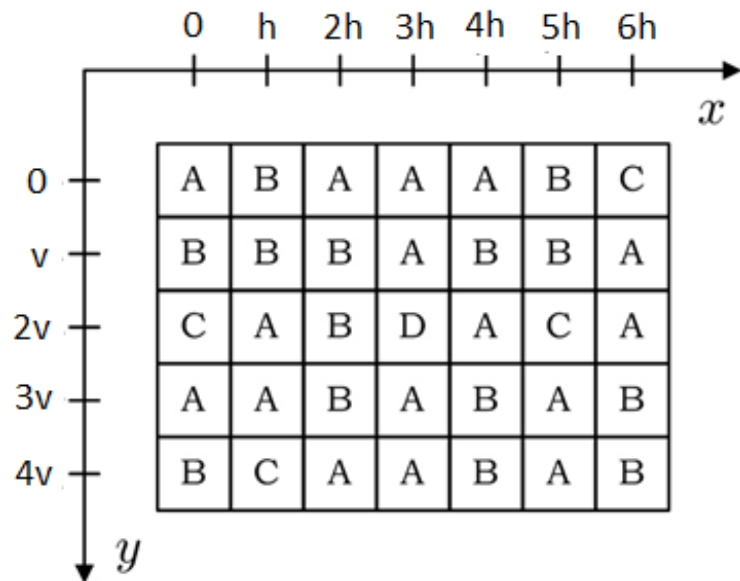 0 h 2h 3h 4h 5h 6h
x
0 A B A A A B C
v B B B A B B A
2v C A B D A C A
3v A A B A B A B
4v B C A A B A B
y